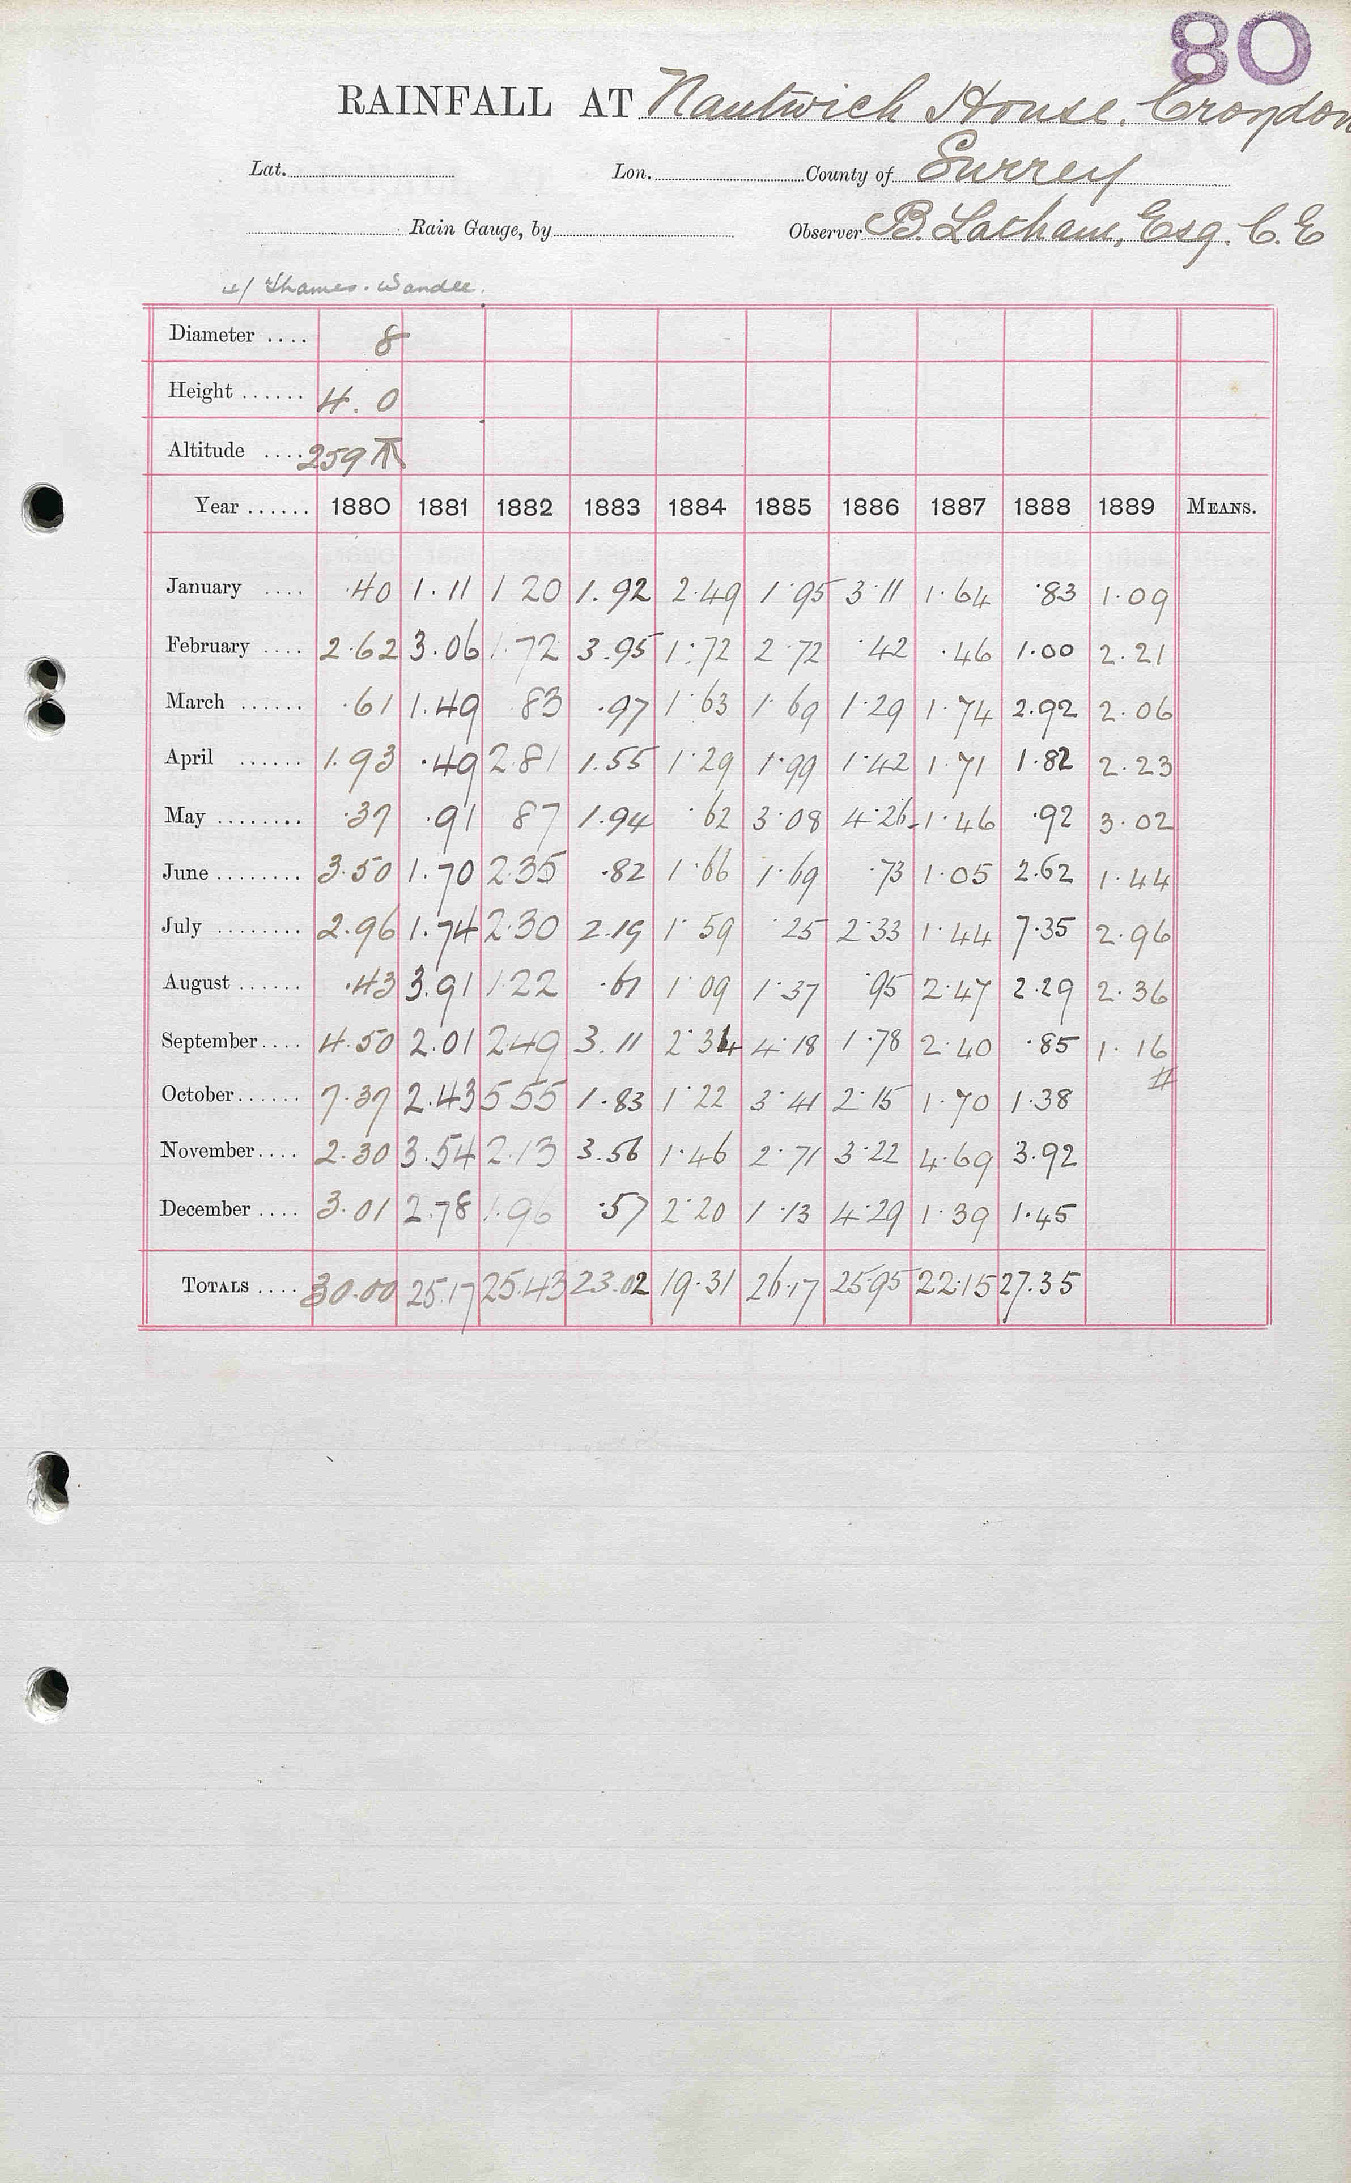 80
RAINFALL AT Nantwich House. Croydon
Lat. Lon. County of Surrey
Rain Gauge, by Observer B. Latham, Esq. C.E
w/ Thames. Wandle.
Diameter .... 8
Height ...... 4. 0
Altitude .... 259 T
Year ...... 1880 1881 1882 1883 1884 1885 1886 1887 1888 1889 MEANS.
January .... .40 1.11 1 20 1.92 2.49 1.95 3.11 1.64 .83 1.09
February .... 2.62 3.06 1.72 3.95 1.72 2.72 .42 .46 1.00 2.21
March ...... .61 1.49 83 .97 1.63 1.69 1.29 1.74 2.92 2.06
April ...... 1.93 .49 2.81 1.55 1.29 1.99 1.42 1.71 1.82 2.23
May ........ .37 .91 87 1.94 .62 3.08 4.26 1.46 .92 3.02
June ........ 3.50 1.70 2.35 .82 1.66 1.69 .73 1.05 2.62 1.44
July ........ 2.96 1.74 2.30 2.19 1.59 .25 2.33 1.44 7.35 2.96
August ...... .43 3.91 1.22 .61 1.09 1.37 .95 2.47 2.29 2.36
September .... 4.50 2.01 2.49 3.11 2.34 4.18 1.78 2.40 .85 1.16
#
October ...... 7.37 2.43 5.55 1.83 1.22 3.41 2.15 1.70 1.38
November .... 2.30 3.54 2.13 3.56 1.46 2.71 3.22 4.69 3.92
December .... 3.01 2.78 1.96 .57 2.20 1.13 4.29 1.39 1.45
TOTALS .... 30.00 25.17 25.43 23.02 19.31 26.17 25.95 22.15 27.35